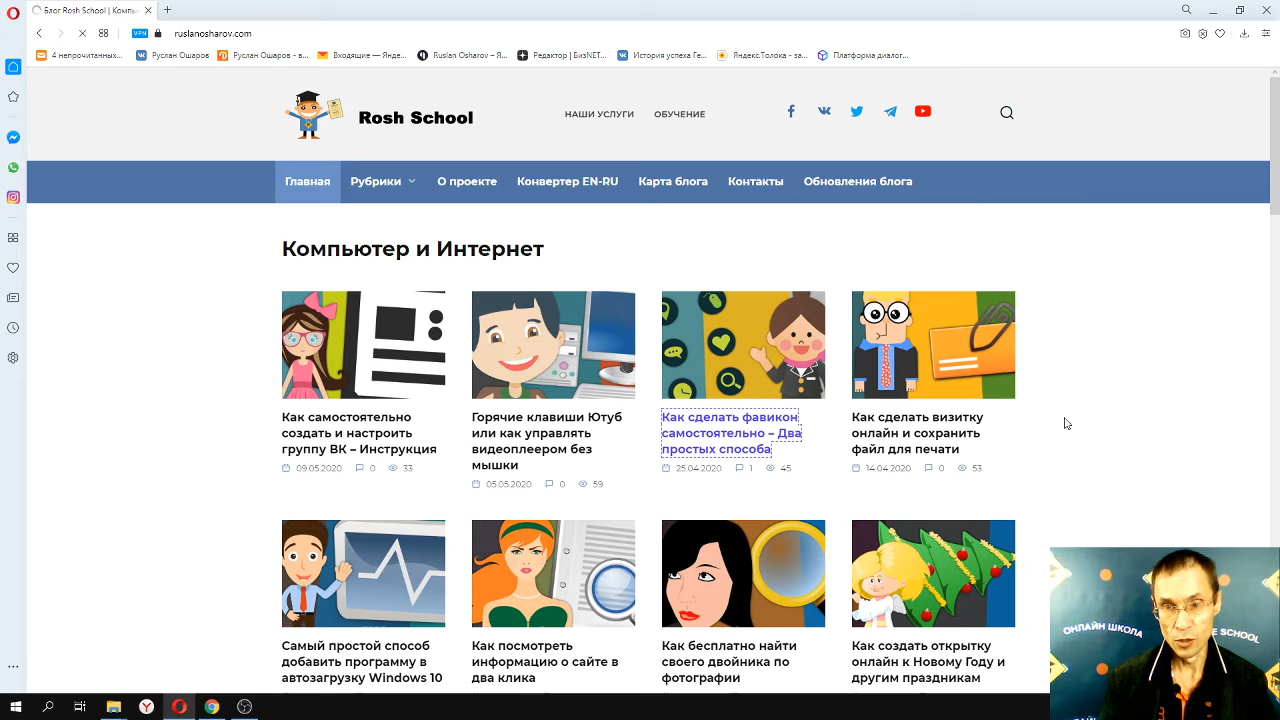 Блог Rosh School | Компью
ruslanosharov.com
VPN
4 непрочитанных...
Руслан Ошаров
Руслан Ошаров - в...
Входящие — Янде...
Ruslan Osharov – Я...
Редактор | БизNET...
История успеха Ге...
Яндекс.Толока - за...
Платформа диалог...
Rosh School
НАШИ УСЛУГИ
ОБУЧЕНИЕ
Главная
Рубрики
О проекте
Конвертер EN-RU
Карта блога
Контакты
Обновления блога
Компьютер и Интернет
Как самостоятельно
создать и настроить
группу ВК – Инструкция
09.05.2020 0 33
Горячие клавиши Ютуб
или как управлять
видеоплеером без
мышки
05.05.2020 0 59
Как сделать фавикон
самостоятельно – Два
простых способа
25.04.2020 1 45
Как сделать визитку
онлайн и сохранить
файл для печати
14.04.2020 0 53
Самый простой способ
добавить программу в
автозагрузку Windows 10
Как посмотреть
информацию о сайте в
два клика
Как бесплатно найти
своего двойника по
фотографии
Как создать открытку
онлайн к Новому Году и
другим праздникам
ОНЛАЙН ШКОЛА
E SCHOOL